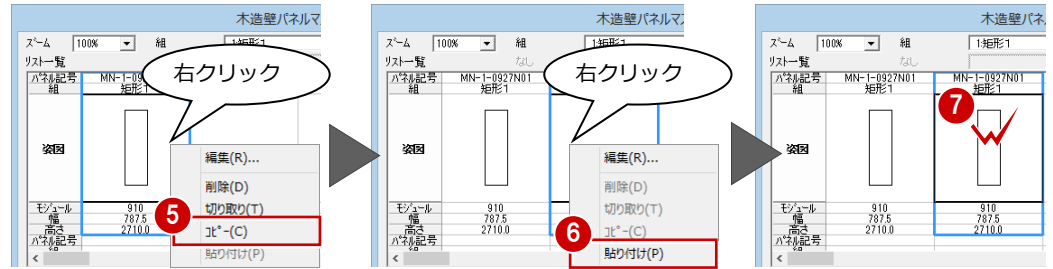 木造壁パネルマ
ズーム 100% 組 1:矩形1
リスト一覧
パネル記号 MN-1-09
組 矩形1
姿図
モジュール 910
幅 787.5
高さ 2710.0
パネル記号
右クリック
編集(R)...
削除(D)
切り取り(T)
コピー(C)
貼り付け(P)
5
木造壁パネルマ
ズーム 100% 組 1:矩形1
リスト一覧 なし
パネル記号 MN-1-0927N01
組 矩形1
姿図
モジュール 910
幅 787.5
高さ 2710.0
パネル記号
右クリック
編集(R)...
削除(D)
切り取り(T)
コピー(C)
貼り付け(P)
6
木造壁パネル
ズーム 100% 組 1:矩形1
リスト一覧 なし
パネル記号 MN-1-0927N01 MN-1-0927N01
組 矩形1 矩形1
姿図
7
モジュール 910 910
幅 787.5 787.5
高さ 2710.0 2710.0
パネル記号